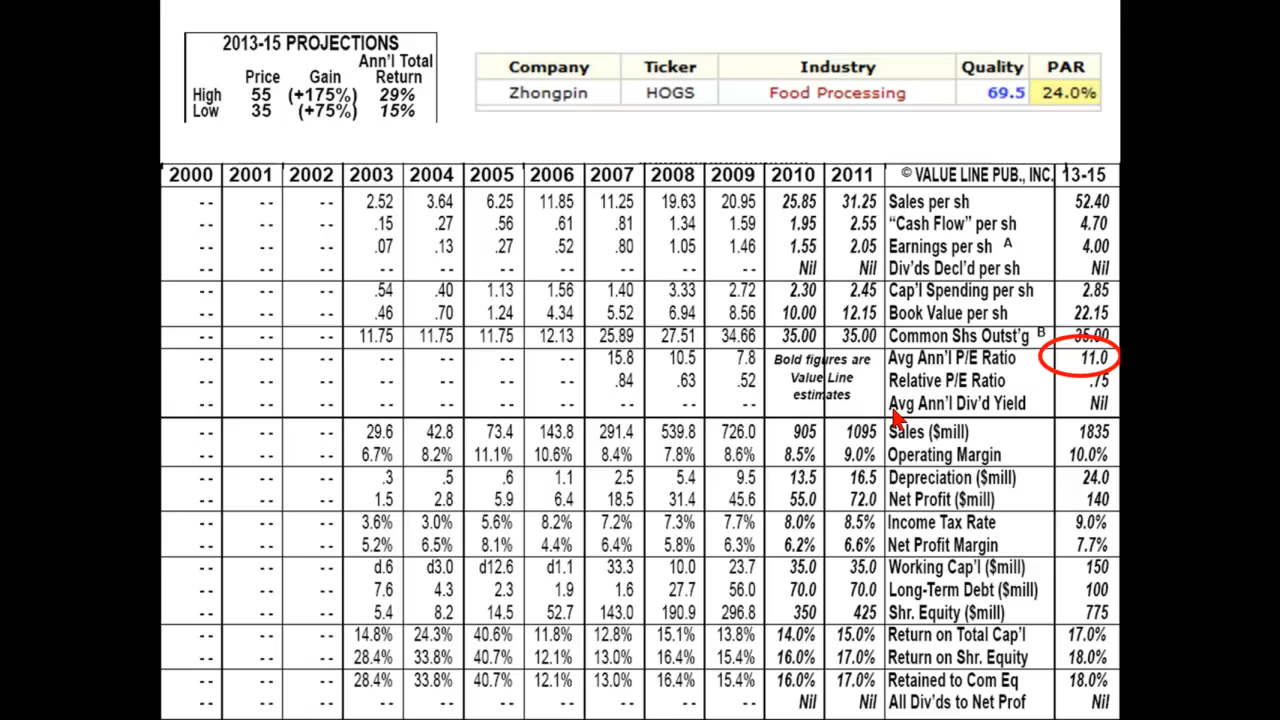 2013-15 PROJECTIONS
Ann'l Total
Price Gain Return
High 55 (+175%) 29%
Low 35 (+75%) 15%
Company Ticker Industry Quality PAR
Zhongpin HOGS Food Processing 69.5 24.0%
2000 2001 2002 2003 2004 2005 2006 2007 2008 2009 2010 2011 © VALUE LINE PUB., INC. 13-15
-- -- -- 2.52 3.64 6.25 11.85 11.25 19.63 20.95 25.85 31.25 Sales per sh 52.40
-- -- -- .15 .27 .56 .61 .81 1.34 1.59 1.95 2.55 “Cash Flow” per sh 4.70
-- -- -- .07 .13 .27 .52 .80 1.05 1.46 1.55 2.05 Earnings per sh A 4.00
-- -- -- -- -- -- -- -- -- -- Nil Nil Div'ds Decl'd per sh Nil
-- -- -- .54 .40 1.13 1.56 1.40 3.33 2.72 2.30 2.45 Cap'l Spending per sh 2.85
-- -- -- .46 .70 1.24 4.34 5.52 6.94 8.56 10.00 12.15 Book Value per sh 22.15
-- -- -- 11.75 11.75 11.75 12.13 25.89 27.51 34.66 35.00 35.00 Common Shs Outst'g B 35.00
-- -- -- -- -- -- -- 15.8 10.5 7.8 Bold figures are Avg Ann'l P/E Ratio 11.0
-- -- -- -- -- -- -- .84 .63 .52 Value Line Relative P/E Ratio .75
estimates
-- -- -- -- -- -- -- -- -- -- Avg Ann'l Div'd Yield Nil
-- -- -- 29.6 42.8 73.4 143.8 291.4 539.8 726.0 905 1095 Sales ($mill) 1835
-- -- -- 6.7% 8.2% 11.1% 10.6% 8.4% 7.8% 8.6% 8.5% 9.0% Operating Margin 10.0%
-- -- -- .3 .5 .6 1.1 2.5 5.4 9.5 13.5 16.5 Depreciation ($mill) 24.0
-- -- -- 1.5 2.8 5.9 6.4 18.5 31.4 45.6 55.0 72.0 Net Profit ($mill) 140
-- -- -- 3.6% 3.0% 5.6% 8.2% 7.2% 7.3% 7.7% 8.0% 8.5% Income Tax Rate 9.0%
-- -- -- 5.2% 6.5% 8.1% 4.4% 6.4% 5.8% 6.3% 6.2% 6.6% Net Profit Margin 7.7%
-- -- -- d.6 d3.0 d12.6 d1.1 33.3 10.0 23.7 35.0 35.0 Working Cap'l ($mill) 150
-- -- -- 7.6 4.3 2.3 1.9 1.6 27.7 56.0 70.0 70.0 Long-Term Debt ($mill) 100
-- -- -- 5.4 8.2 14.5 52.7 143.0 190.9 296.8 350 425 Shr. Equity ($mill) 775
-- -- -- 14.8% 24.3% 40.6% 11.8% 12.8% 15.1% 13.8% 14.0% 15.0% Return on Total Cap'l 17.0%
-- -- -- 28.4% 33.8% 40.7% 12.1% 13.0% 16.4% 15.4% 16.0% 17.0% Return on Shr. Equity 18.0%
-- -- -- 28.4% 33.8% 40.7% 12.1% 13.0% 16.4% 15.4% 16.0% 17.0% Retained to Com Eq 18.0%
-- -- -- -- -- -- -- -- -- -- Nil Nil All Div'ds to Net Prof Nil